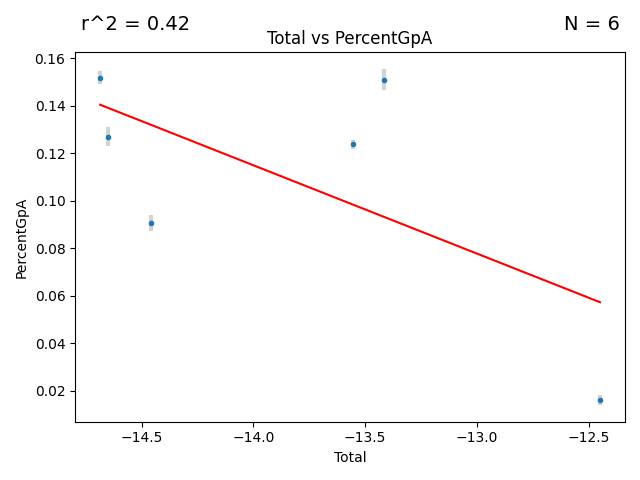 r^2 = 0.42
N = 6
Total vs PercentGpA
0.16
0.14
0.12
0.10
0.08
0.06
0.04
0.02
PercentGpA
−14.5
−14.0
−13.5
−13.0
−12.5
Total